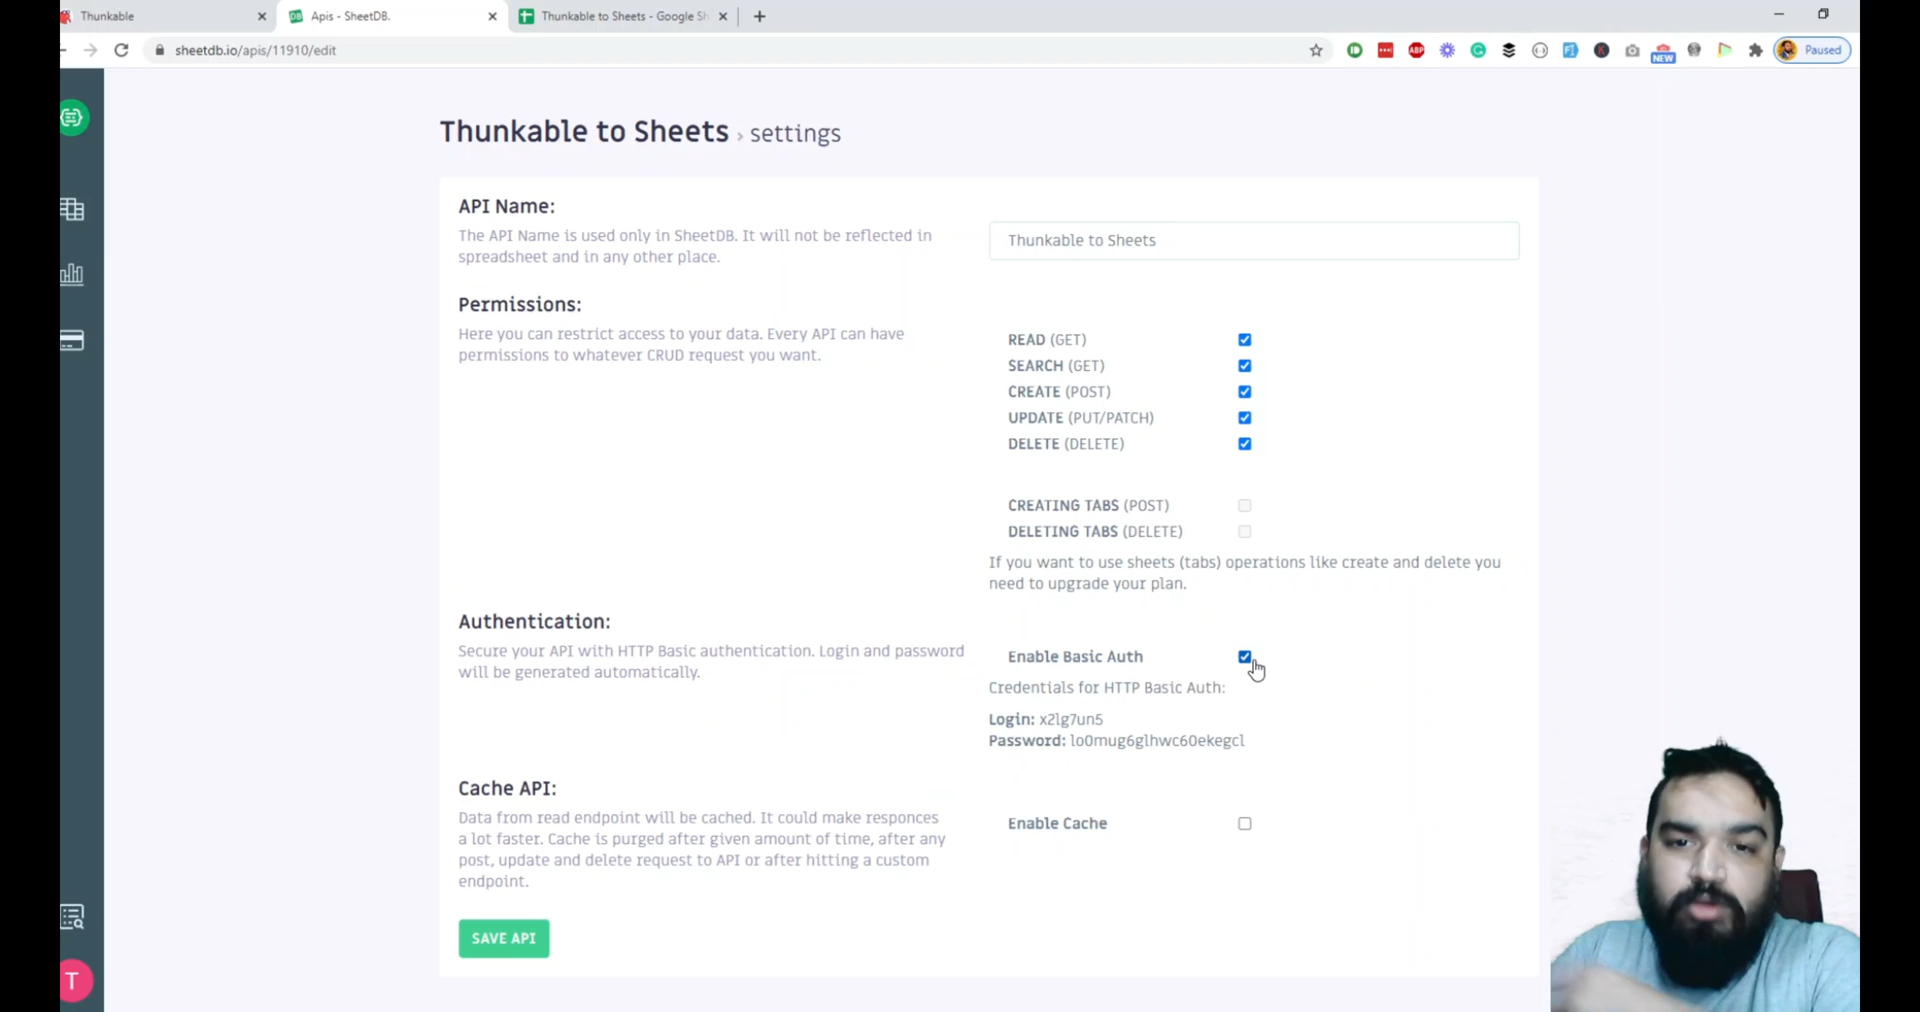 Thunkable
Apis - SheetDB.
Thunkable to Sheets - Google Sh
sheetdb.io/apis/11910/edit
ABP
NEW
Paused
Thunkable to Sheets › settings
API Name:
The API Name is used only in SheetDB. It will not be reflected in
spreadsheet and in any other place.
Thunkable to Sheets
Permissions:
Here you can restrict access to your data. Every API can have
permissions to whatever CRUD request you want.
READ (GET)
SEARCH (GET)
CREATE (POST)
UPDATE (PUT/PATCH)
DELETE (DELETE)
CREATING TABS (POST)
DELETING TABS (DELETE)
If you want to use sheets (tabs) operations like create and delete you
need to upgrade your plan.
Authentication:
Secure your API with HTTP Basic authentication. Login and password
will be generated automatically.
Enable Basic Auth
Credentials for HTTP Basic Auth:
Login: x2lg7un5
Password: lo0mug6glhwc60ekegcl
Cache API:
Data from read endpoint will be cached. It could make responces
a lot faster. Cache is purged after given amount of time, after any
post, update and delete request to API or after hitting a custom
endpoint.
Enable Cache
SAVE API
T